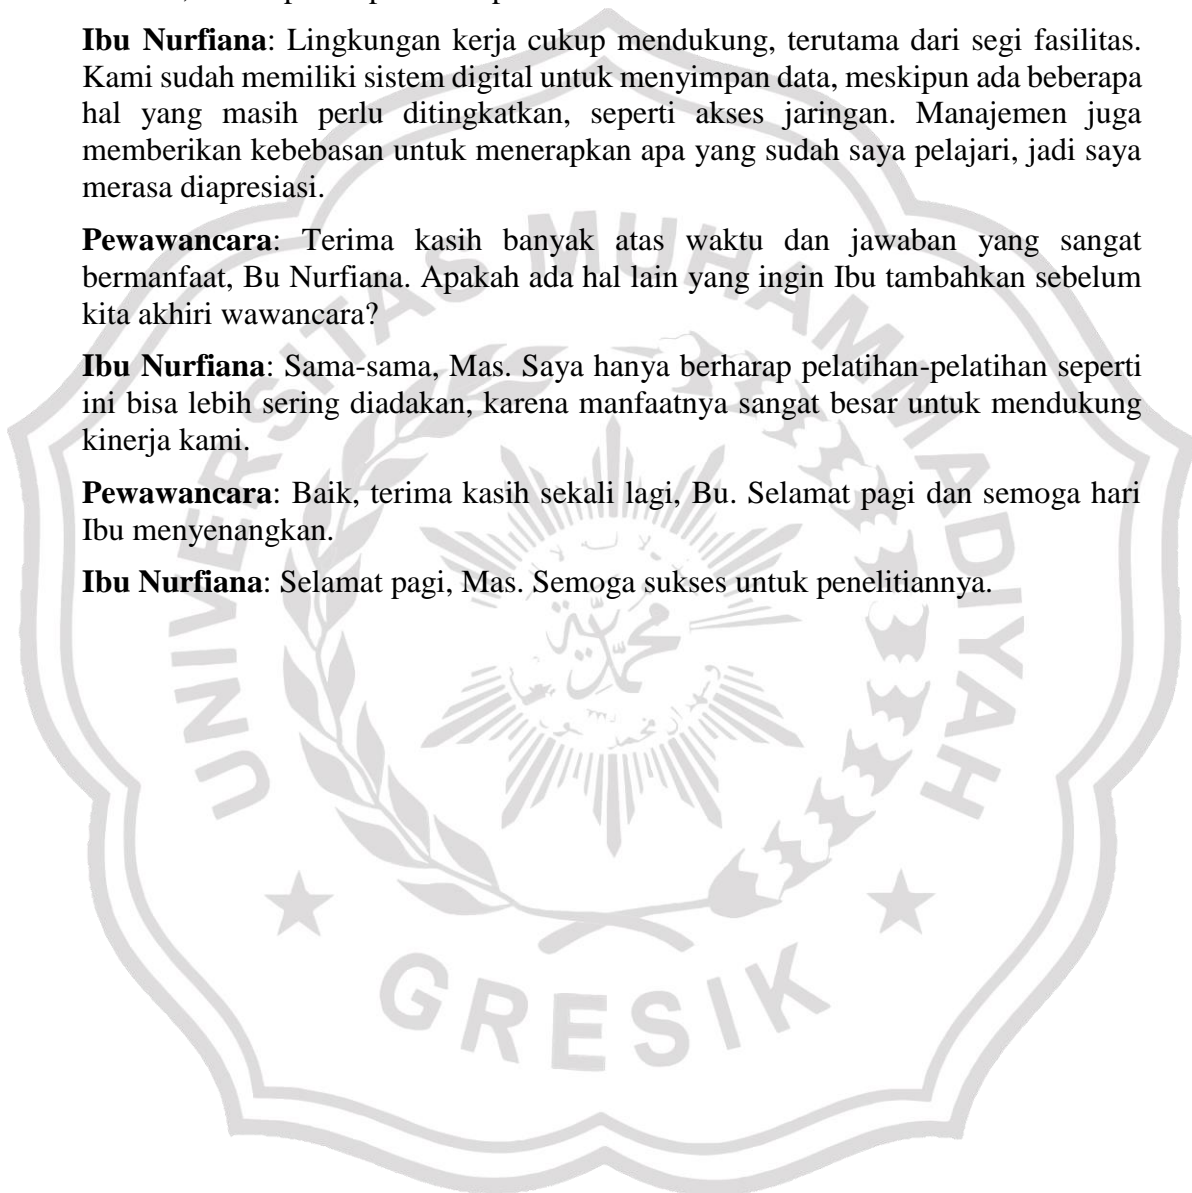 Ibu Nurfiana: Lingkungan kerja cukup mendukung, terutama dari segi fasilitas.
Kami sudah memiliki sistem digital untuk menyimpan data, meskipun ada beberapa
hal yang masih perlu ditingkatkan, seperti akses jaringan. Manajemen juga
memberikan kebebasan untuk menerapkan apa yang sudah saya pelajari, jadi saya
merasa diapresiasi.
Pewawancara: Terima kasih banyak atas waktu dan jawaban yang sangat
bermanfaat, Bu Nurfiana. Apakah ada hal lain yang ingin Ibu tambahkan sebelum
kita akhiri wawancara?
Ibu Nurfiana: Sama-sama, Mas. Saya hanya berharap pelatihan-pelatihan seperti
ini bisa lebih sering diadakan, karena manfaatnya sangat besar untuk mendukung
kinerja kami.
Pewawancara: Baik, terima kasih sekali lagi, Bu. Selamat pagi dan semoga hari
Ibu menyenangkan.
Ibu Nurfiana: Selamat pagi, Mas. Semoga sukses untuk penelitiannya.
UNIVERSITAS MUHAMMADIYAH
GRESIK